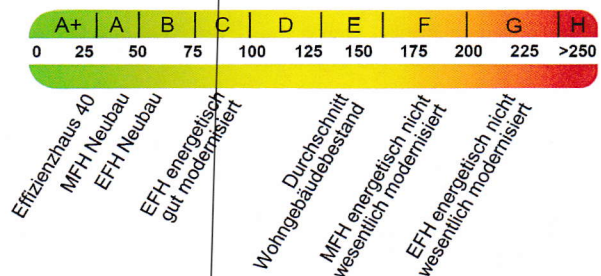 A+ A B C D E F G H
0 25 50 75 100 125 150 175 200 225 >250
Effizienzhaus 40
MFH Neubau
EFH Neubau
EFH energetisch
gut modernisiert
Durchschnitt
Wohngebäudebestand
MFH energetisch nicht
wesentlich modernisiert
EFH energetisch nicht
wesentlich modernisiert